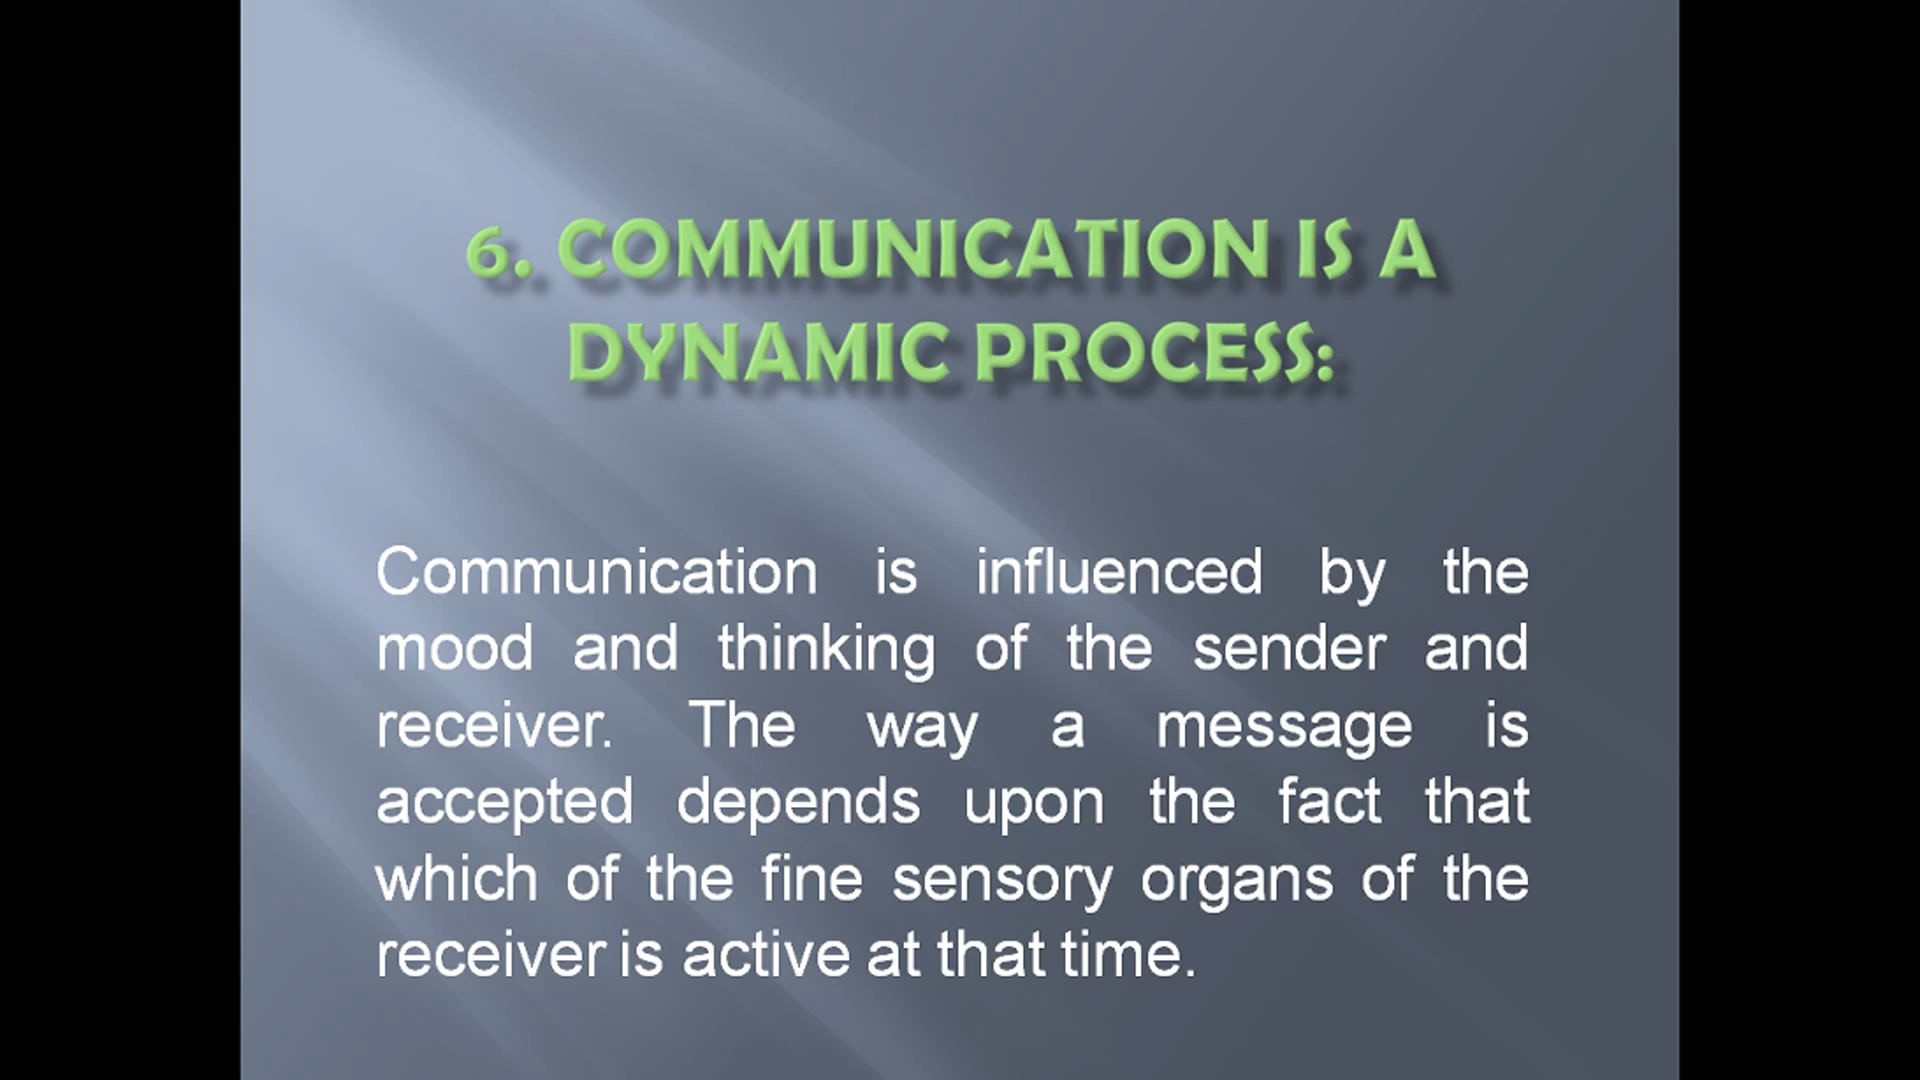 6. COMMUNICATION IS A
DYNAMIC PROCESS:
Communication is influenced by the
mood and thinking of the sender and
receiver. The way a message is
accepted depends upon the fact that
which of the fine sensory organs of the
receiver is active at that time.